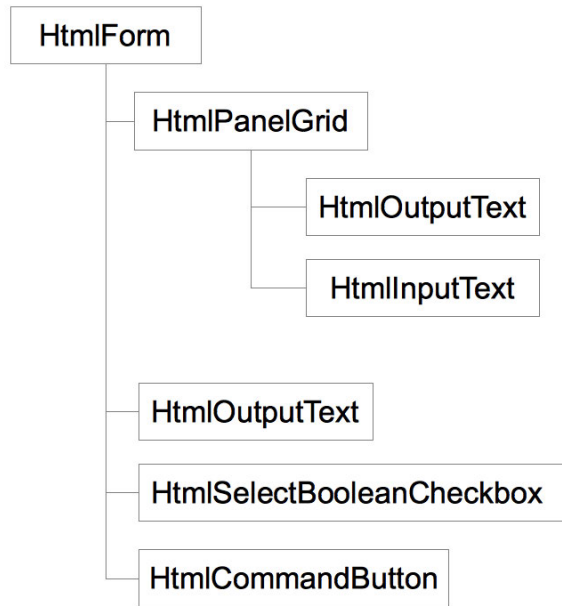 HtmlForm
HtmlPanelGrid
HtmlOutputText
HtmlInputText
HtmlOutputText
HtmlSelectBooleanCheckbox
HtmlCommandButton